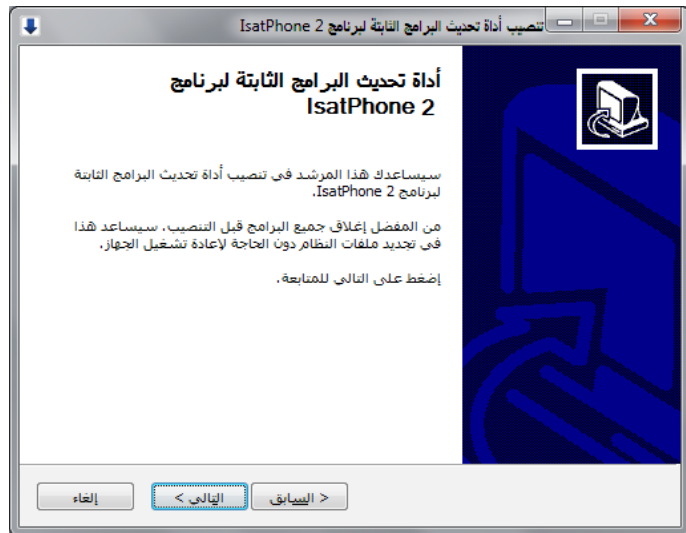 تنصيب أداة تحديث البرامج الثابتة لبرنامج IsatPhone 2
أداة تحديث البرامج الثابتة لبرنامج
IsatPhone 2
سيساعدك هذا المرشد في تنصيب أداة تحديث البرامج الثابتة
لبرنامج IsatPhone 2.
من المفضل إغلاق جميع البرامج قبل التنصيب. سيساعد هذا
في تجديد ملفات النظام دون الحاجة لإعادة تشغيل الجهاز.
إضغط على التالي للمتابعة.
< السابق
التالي >
إلغاء